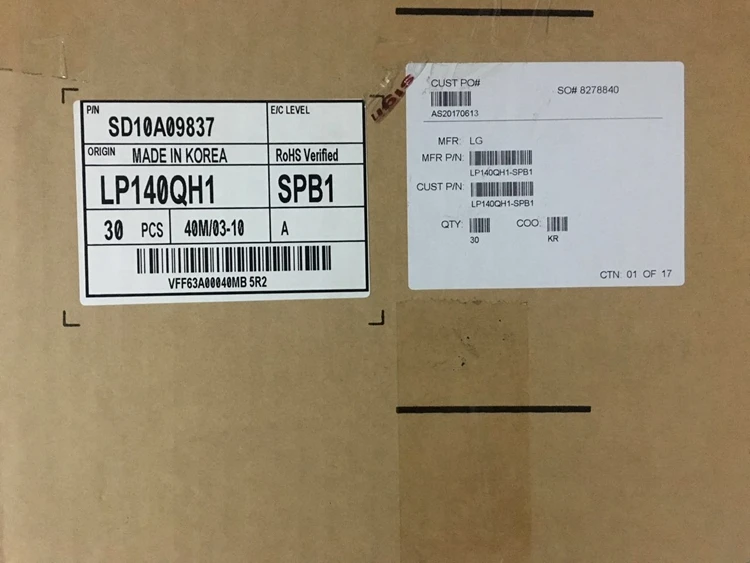 P/N
SD10A09837
E/C LEVEL
ORIGIN MADE IN KOREA
RoHS Verified
LP140QH1
SPB1
30 PCS
40M/03-10
A
VFF63A00040MB 5R2
CUST PO#
SO# 8278840
AS20170613
MFR: LG
MFR P/N:
LP140QH1-SPB1
CUST P/N:
LP140QH1-SPB1
QTY:
COO:
30
KR
CTN 01 OF 17